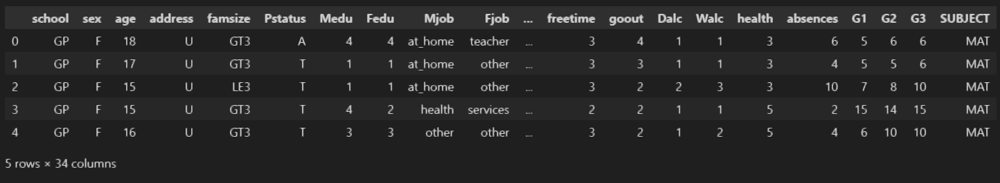 school sex age address famsize Pstatus Medu Fedu Mjob Fjob ... freetime goout Dalc Walc health absences G1 G2 G3 SUBJECT
0 GP F 18 U GT3 A 4 4 at_home teacher ... 3 4 1 1 3 6 5 6 6 MAT
1 GP F 17 U GT3 T 1 1 at_home other ... 3 3 1 1 3 4 5 5 6 MAT
2 GP F 15 U LE3 T 1 1 at_home other ... 3 2 2 3 3 10 7 8 10 MAT
3 GP F 15 U GT3 T 4 2 health services ... 2 2 1 1 5 2 15 14 15 MAT
4 GP F 16 U GT3 T 3 3 other other ... 3 2 1 2 5 4 6 10 10 MAT
5 rows × 34 columns